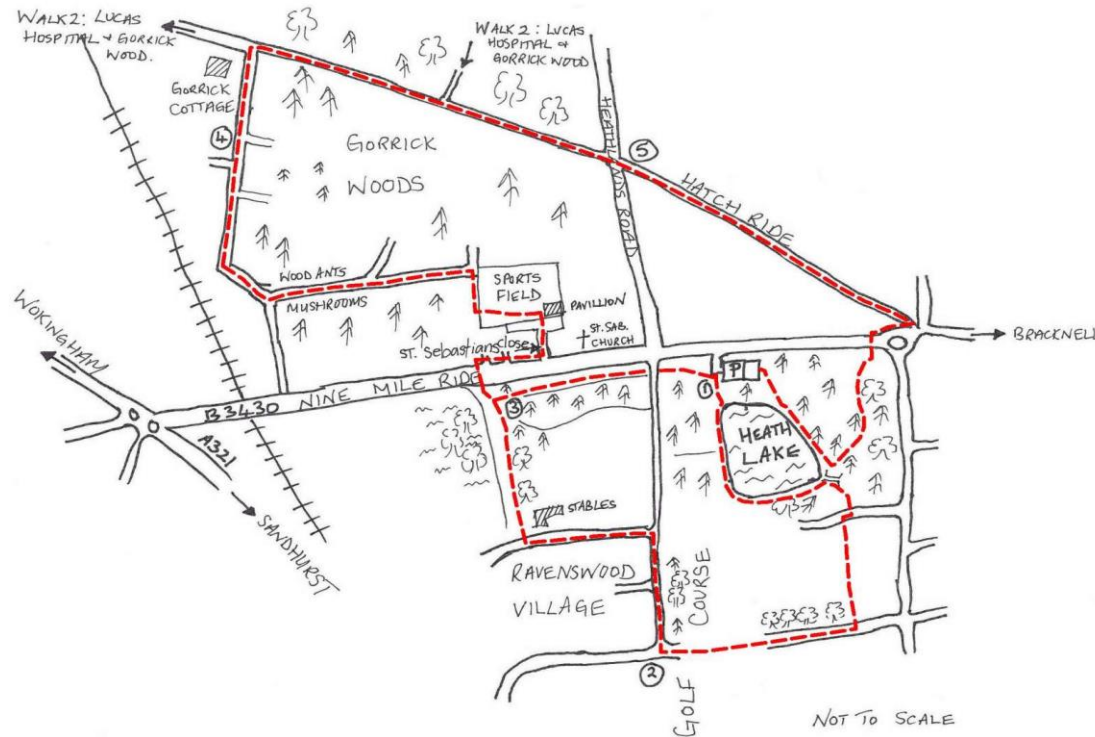 WALK 2: LUCAS
HOSPITAL & GORRICK
WOOD.
WALK 2: LUCAS
HOSPITAL &
GORRICK WOOD
GORRICK
COTTAGE
4
GORRICK
WOODS
HEATHLANDS ROAD
5
HATCH RIDE
WOOD ANTS
MUSHROOMS
SPORTS
FIELD
PAVILLION
ST. SAB.
CHURCH
ST. Sebastians Close
BRACKNELL
WOKINGHAM
B3430 NINE MILE RIDE
A321
SANDHURST
1
P
3
HEATH
LAKE
STABLES
RAVENSWOOD
VILLAGE
GOLF COURSE
2
NOT TO SCALE